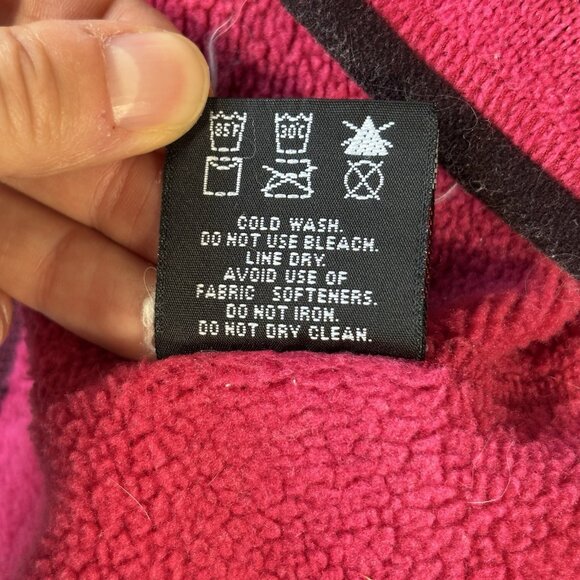 85F 30C
COLD WASH.
DO NOT USE BLEACH.
LINE DRY.
AVOID USE OF
FABRIC SOFTENERS.
DO NOT IRON.
DO NOT DRY CLEAN.